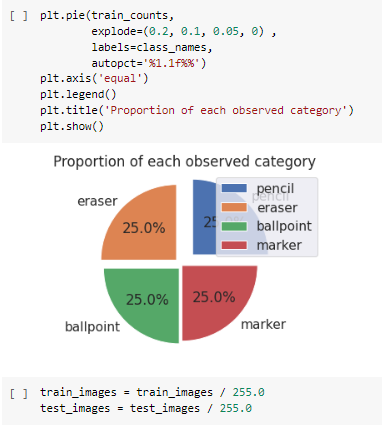 [ ] plt.pie(train_counts,
explode=(0.2, 0.1, 0.05, 0) ,
labels=class_names,
autopct='%1.1f%%')
plt.axis('equal')
plt.legend()
plt.title('Proportion of each observed category')
plt.show()
Proportion of each observed category
pencil
eraser
ballpoint
marker
pencil
eraser
25.0%
25.0%
25.0%
ballpoint
marker
[ ] train_images = train_images / 255.0
test_images = test_images / 255.0